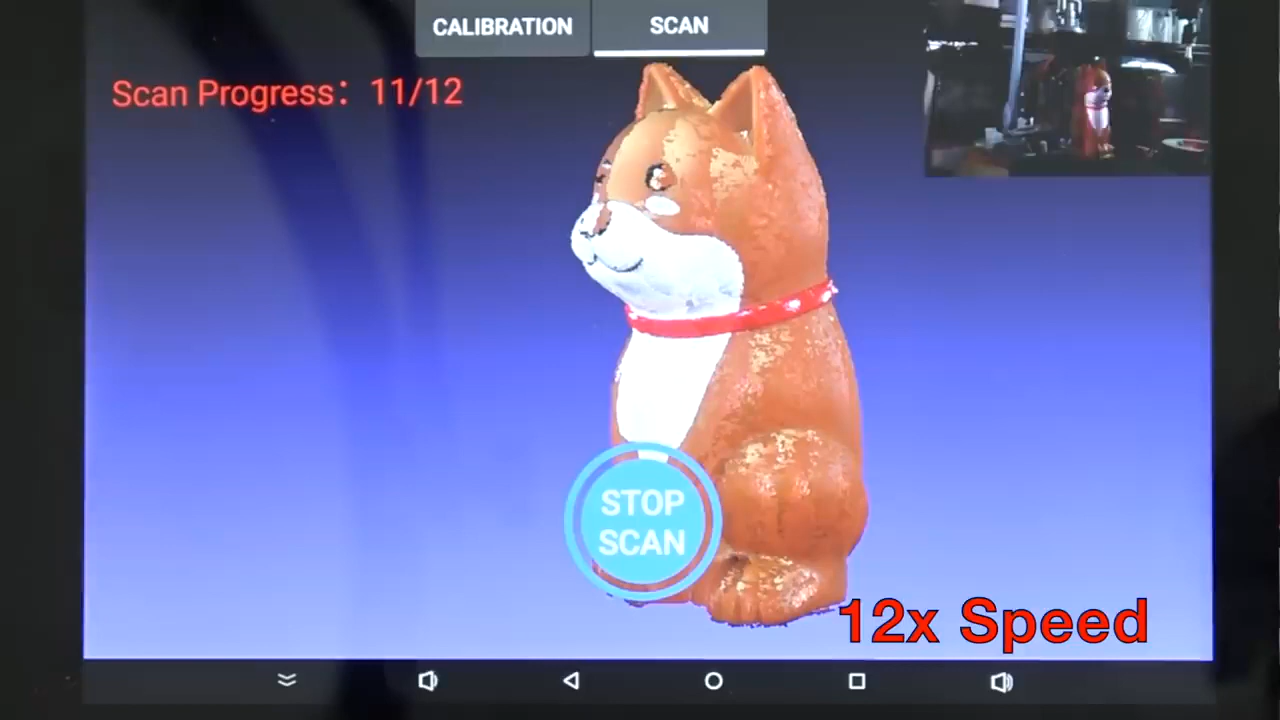 CALIBRATION
SCAN
Scan Progress: 11/12
STOP
SCAN
12x Speed